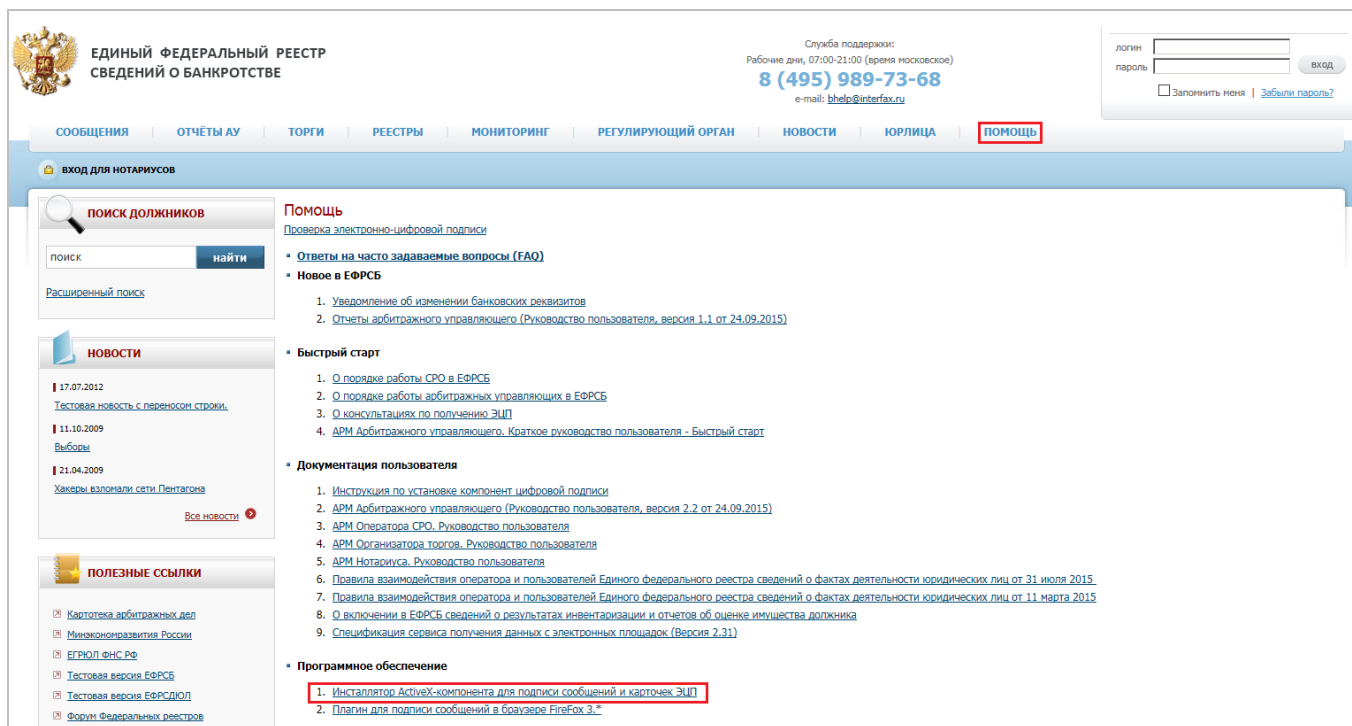 ЕДИНЫЙ ФЕДЕРАЛЬНЫЙ РЕЕСТР
СВЕДЕНИЙ О БАНКРОТСТВЕ
Служба поддержки:
Рабочие дни, 07:00-21:00 (время московское)
8 (495) 989-73-68
e-mail: bhelp@interfax.ru
логин
пароль
вход
Запомнить меня | Забыли пароль?
СООБЩЕНИЯ ОТЧЁТЫ АУ ТОРГИ РЕЕСТРЫ МОНИТОРИНГ РЕГУЛИРУЮЩИЙ ОРГАН НОВОСТИ ЮРЛИЦА ПОМОЩЬ
ВХОД ДЛЯ НОТАРИУСОВ
ПОИСК ДОЛЖНИКОВ
поиск найти
Расширенный поиск
НОВОСТИ
17.07.2012
Тестовая новость с переносом строки.
11.10.2009
Выборы
21.04.2009
Хакеры взломали сети Пентагона
Все новости
ПОЛЕЗНЫЕ ССЫЛКИ
Картотека арбитражных дел
Минэкономразвития России
ЕГРЮЛ ФНС РФ
Тестовая версия ЕФРСБ
Тестовая версия ЕФРСДЮЛ
Форум Федеральных реестров
Помощь
Проверка электронно-цифровой подписи
Ответы на часто задаваемые вопросы (FAQ)
Новое в ЕФРСБ
1. Уведомление об изменении банковских реквизитов
2. Отчеты арбитражного управляющего (Руководство пользователя, версия 1.1 от 24.09.2015)
Быстрый старт
1. О порядке работы СРО в ЕФРСБ
2. О порядке работы арбитражных управляющих в ЕФРСБ
3. О консультациях по получению ЭЦП
4. АРМ Арбитражного управляющего. Краткое руководство пользователя - Быстрый старт
Документация пользователя
1. Инструкция по установке компонент цифровой подписи
2. АРМ Арбитражного управляющего (Руководство пользователя, версия 2.2 от 24.09.2015)
3. АРМ Оператора СРО. Руководство пользователя
4. АРМ Организатора торгов. Руководство пользователя
5. АРМ Нотариуса. Руководство пользователя
6. Правила взаимодействия оператора и пользователей Единого федерального реестра сведений о фактах деятельности юридических лиц от 31 июля 2015
7. Правила взаимодействия оператора и пользователей Единого федерального реестра сведений о фактах деятельности юридических лиц от 11 марта 2015
8. О включении в ЕФРСБ сведений о результатах инвентаризации и отчетов об оценке имущества должника
9. Спецификация сервиса получения данных с электронных площадок (Версия 2.31)
Программное обеспечение
1. Инсталлятор ActiveX-компонента для подписи сообщений и карточек ЭЦП
2. Плагин для подписи сообщений в браузере FireFox 3.*